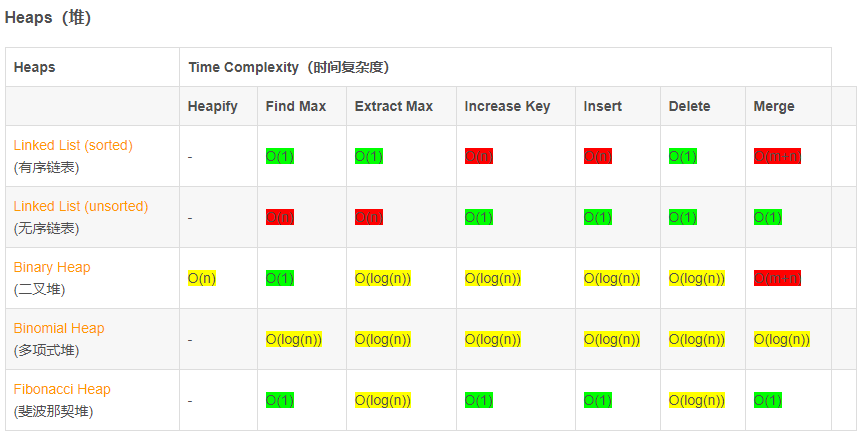 Heaps（堆）
Heaps Time Complexity（时间复杂度）
Heapify Find Max Extract Max Increase Key Insert Delete Merge
Linked List (sorted)
(有序链表)
- O(1) O(1) O(n) O(n) O(1) O(m+n)
Linked List (unsorted)
(无序链表)
- O(n) O(n) O(1) O(1) O(1) O(1)
Binary Heap
(二叉堆)
O(n) O(1) O(log(n)) O(log(n)) O(log(n)) O(log(n)) O(m+n)
Binomial Heap
(多项式堆)
- O(log(n)) O(log(n)) O(log(n)) O(log(n)) O(log(n)) O(log(n))
Fibonacci Heap
(斐波那契堆)
- O(1) O(log(n)) O(1) O(1) O(log(n)) O(1)